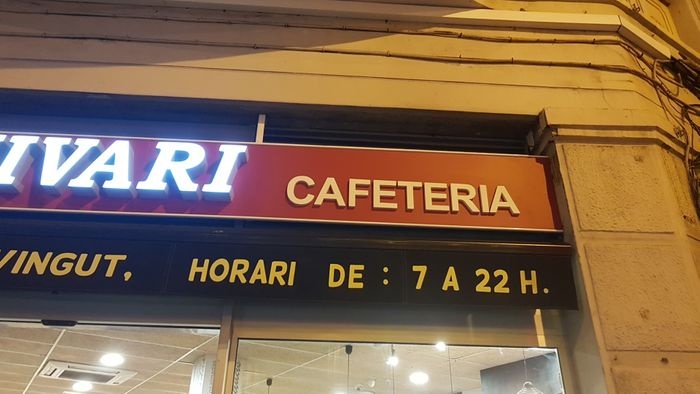 IVARI CAFETERIA
VINGUT, HORARI DE : 7 A 22 H.